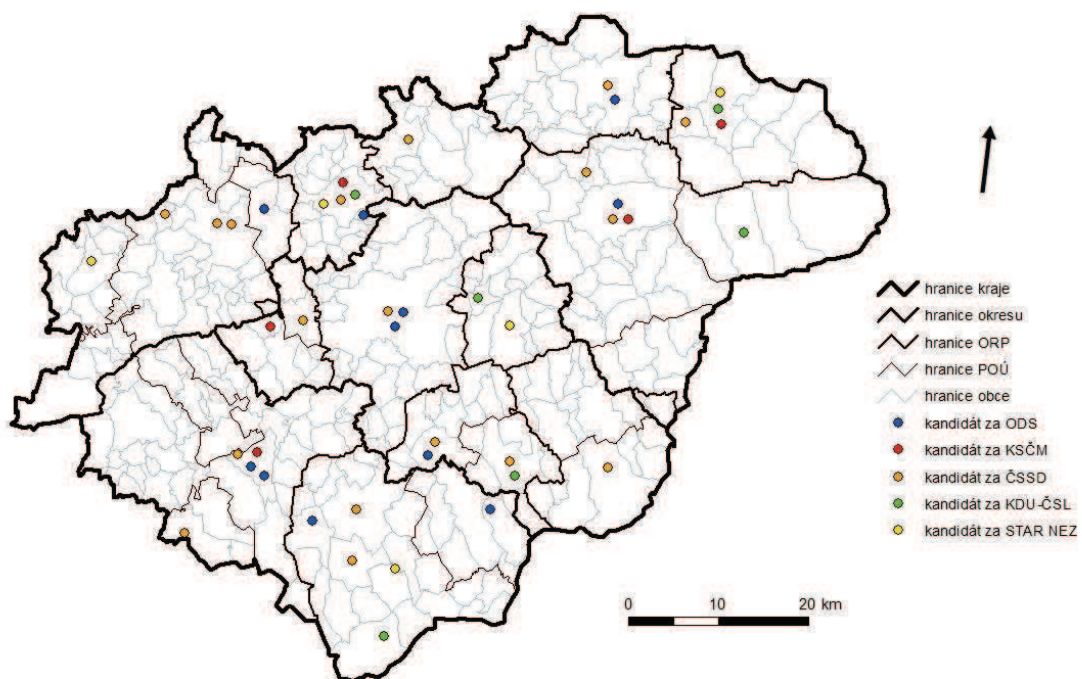 hranice kraje
hranice okresu
hranice ORP
hranice POÚ
hranice obce
kandidát za ODS
kandidát za KSČM
kandidát za ČSSD
kandidát za KDU-ČSL
kandidát za STAR NEZ
0 10 20 km